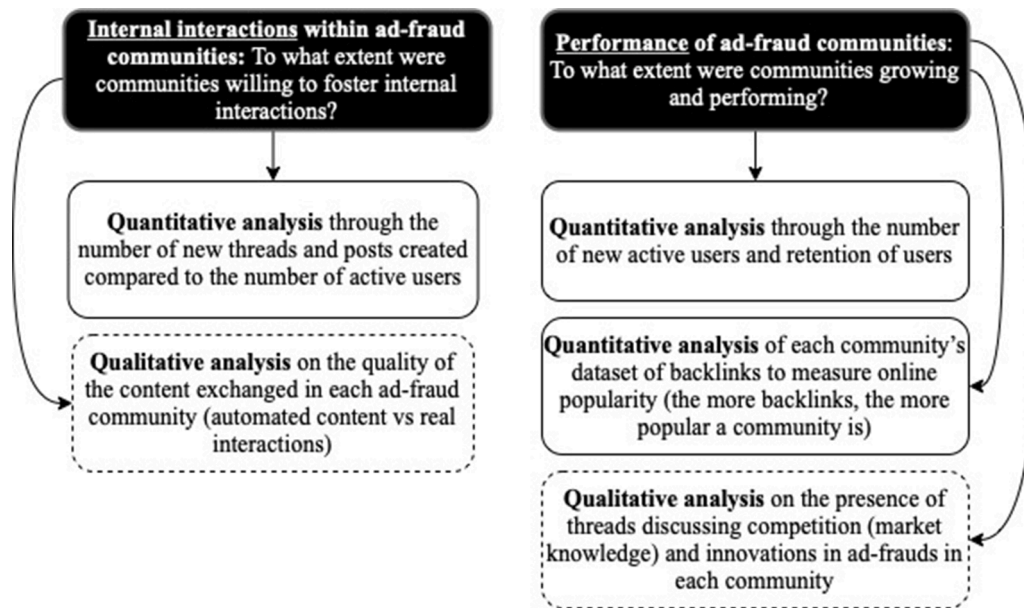 Internal interactions within ad-fraud
communities: To what extent were
communities willing to foster internal
interactions?
Quantitative analysis through the
number of new threads and posts created
compared to the number of active users
Qualitative analysis on the quality of
the content exchanged in each ad-fraud
community (automated content vs real
interactions)
Performance of ad-fraud communities:
To what extent were communities growing
and performing?
Quantitative analysis through the number
of new active users and retention of users
Quantitative analysis of each community’s
dataset of backlinks to measure online
popularity (the more backlinks, the more
popular a community is)
Qualitative analysis on the presence of
threads discussing competition (market
knowledge) and innovations in ad-frauds in
each community